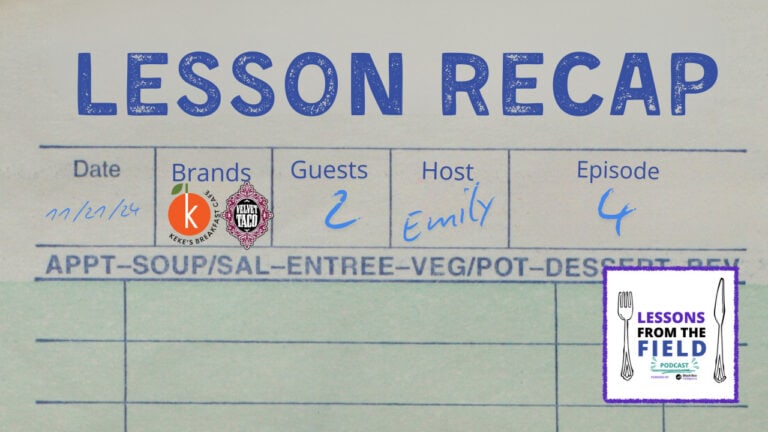 LESSON RECAP
Date Brands Guests Host Episode
11/21/24 k KEKE'S BREAKFAST CAFE VELVET TACO 2 Emily 4
APPT–SOUP/SAL–ENTREE–VEG/POT–DESSERT–BEV
LESSONS
FROM THE
FIELD
PODCAST